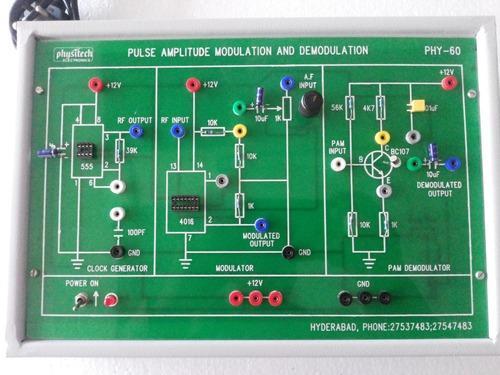 physitech
ELECTRONICS
PULSE AMPLITUDE MODULATION AND DEMODULATION
PHY-60
+12V
4 8
3
RF OUTPUT
2
39K
555
6
1
100PF
GND
CLOCK GENERATOR
+12V
RF INPUT
10K
10uF
A.F
INPUT
1K
10K
13 14
1
4016
2
1K
7
MODULATED
OUTPUT
GND
MODULATOR
+12V
56K
4K7
.01uF
PAM
INPUT
C
B
BC107
E
10uF
DEMODULATED
OUTPUT
10K
1K
PAM DEMODULATOR
POWER ON
+12V
GND
HYDERABAD, PHONE:27537483;27547483